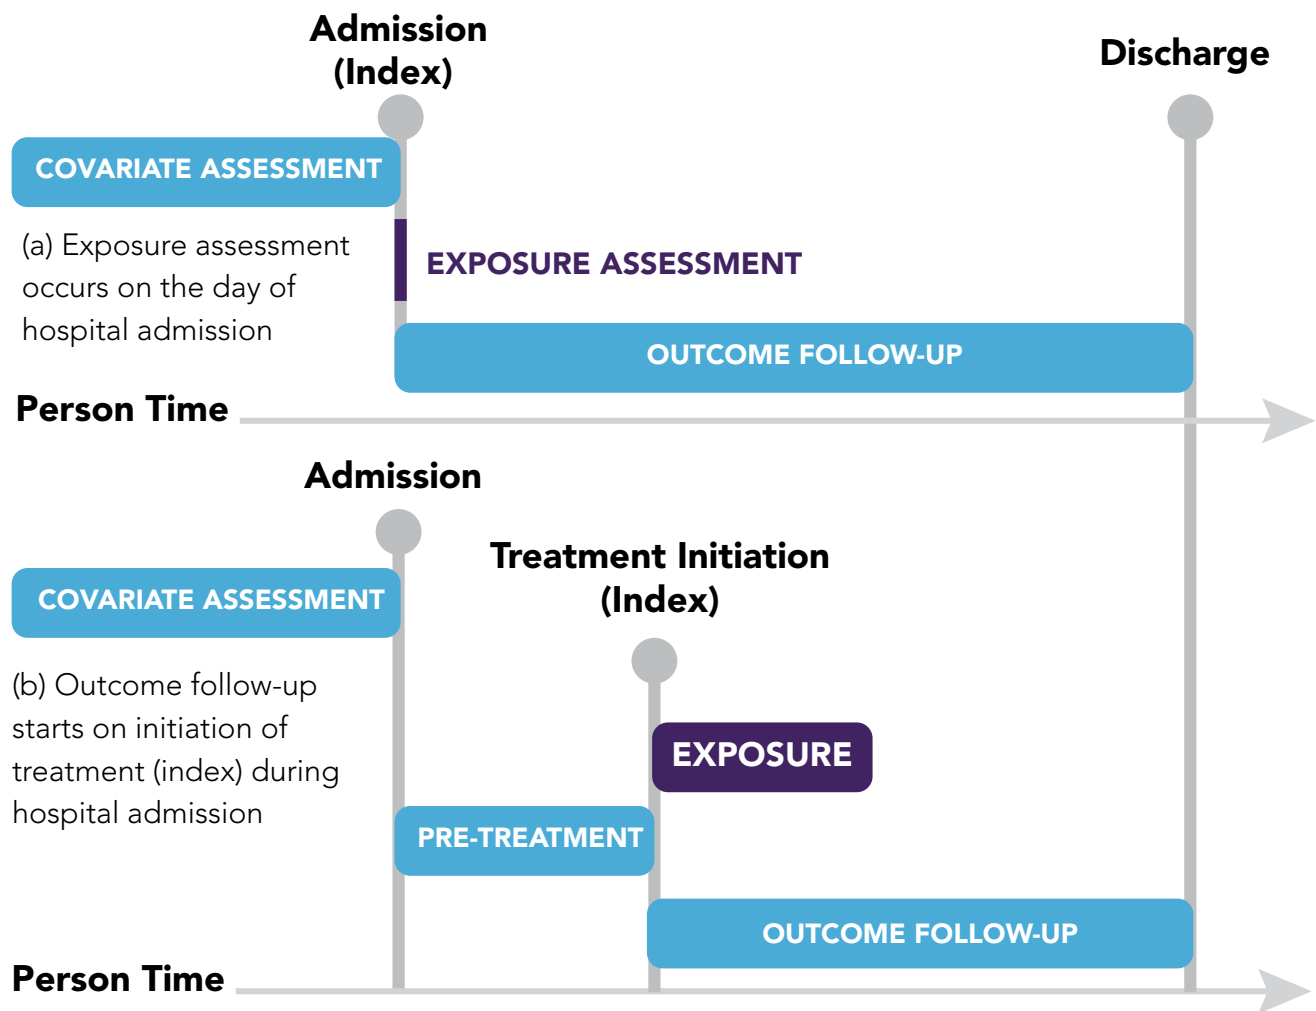 Admission
(Index)
Discharge
COVARIATE ASSESSMENT
(a) Exposure assessment
occurs on the day of
hospital admission
EXPOSURE ASSESSMENT
OUTCOME FOLLOW-UP
Person Time
Admission
Treatment Initiation
(Index)
COVARIATE ASSESSMENT
(b) Outcome follow-up
starts on initiation of
treatment (index) during
hospital admission
EXPOSURE
PRE-TREATMENT
OUTCOME FOLLOW-UP
Person Time